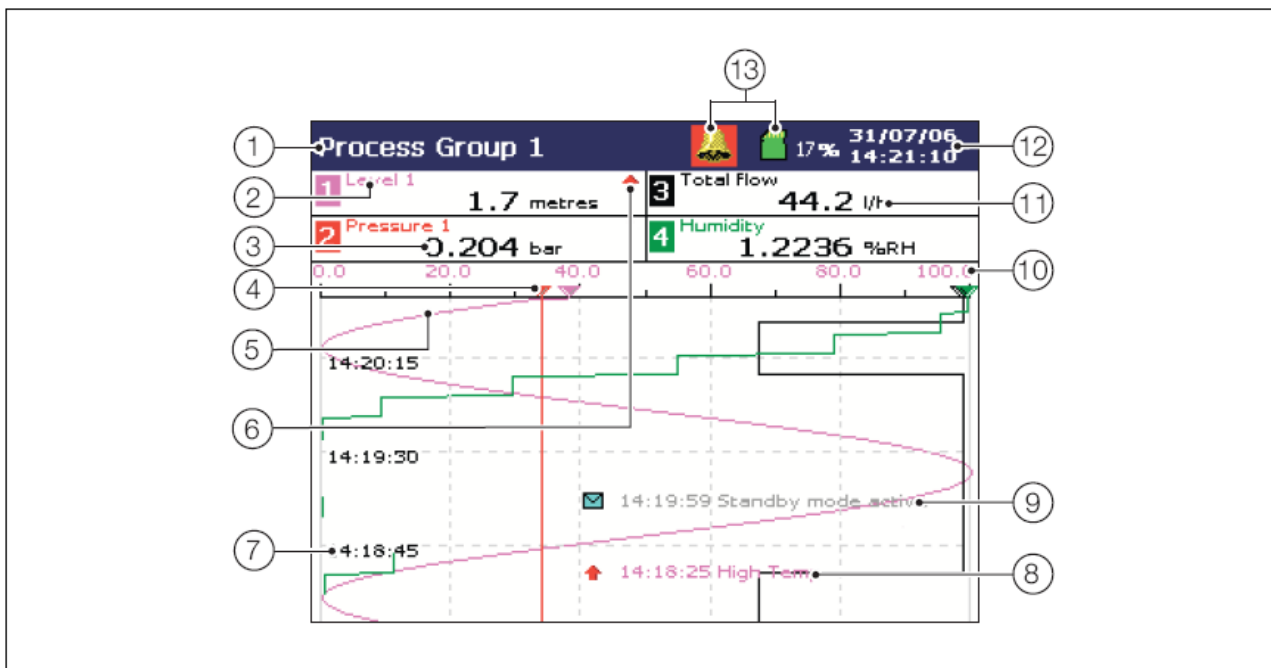 13
1
Process Group 1
17%
31/07/06
14:21:10
12
2
1
Level 1
1.7 metres
3
Total flow
44.2 l/h
11
3
2
Pressure 1
0.204 bar
4
Humidity
1.2236 %RH
0.0 20.0 40.0 60.0 80.0 100.0
10
4
5
14:20:15
6
14:19:30
14:19:59 Standby mode
9
7
4:18:45
14:18:25 High
8